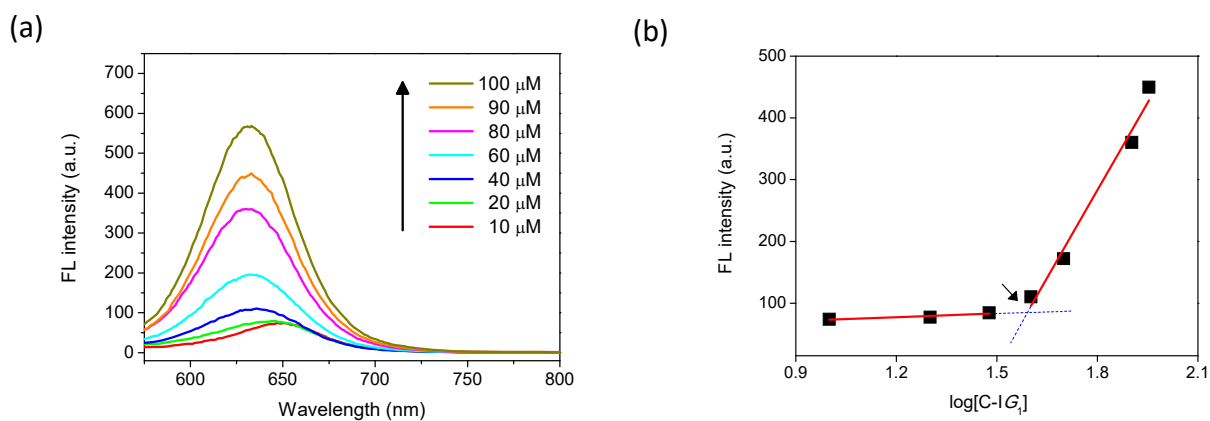 (a)
FL intensity (a.u.)
700
600
500
400
300
200
100
0
100 μM
90 μM
80 μM
60 μM
40 μM
20 μM
10 μM
600
650
700
750
800
Wavelength (nm)
(b)
FL intensity (a.u.)
500
400
300
200
100
0.9
1.2
1.5
1.8
2.1
log[C-IG₁]